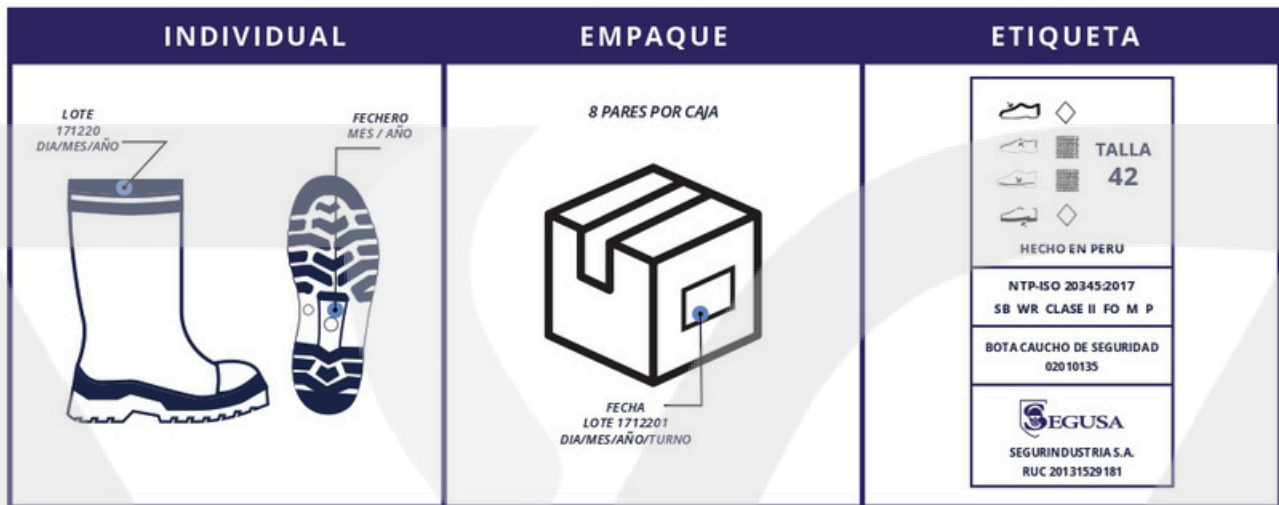 INDIVIDUAL
LOTE
171220
DIA/MES/AÑO
FECHERO
MES / AÑO
EMPAQUE
8 PARES POR CAJA
FECHA
LOTE 1712201
DIA/MES/AÑO/TURNO
ETIQUETA
TALLA
42
HECHO EN PERU
NTP-ISO 20345:2017
SB WR CLASE II FO M P
BOTA CAUCHO DE SEGURIDAD
02010135
SEGUSA
SEGURINDUSTRIA S.A.
RUC 20131529181